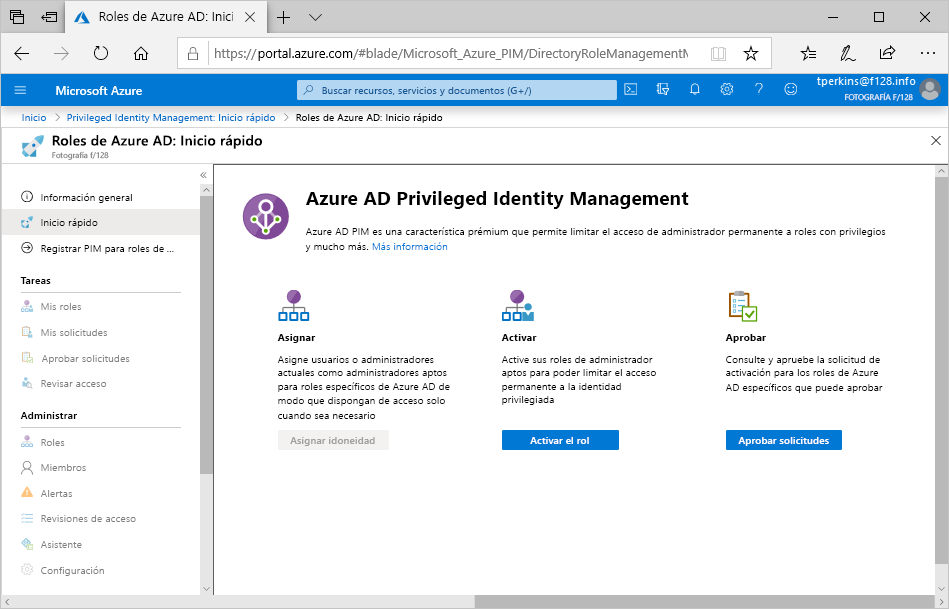 Roles de Azure AD: Inici
https://portal.azure.com/#blade/Microsoft_Azure_PIM/DirectoryRoleManagementM
Microsoft Azure
Buscar recursos, servicios y documentos (G+/)
tperkins@f128.info
FOTOGRAFÍA F/128
Inicio > Privileged Identity Management: Inicio rápido > Roles de Azure AD: Inicio rápido
Roles de Azure AD: Inicio rápido
Fotografía f/128
Información general
Inicio rápido
Registrar PIM para roles de ...
Tareas
Mis roles
Mis solicitudes
Aprobar solicitudes
Revisar acceso
Administrar
Roles
Miembros
Alertas
Revisiones de acceso
Asistente
Configuración
Azure AD Privileged Identity Management
Azure AD PIM es una característica prémium que permite limitar el acceso de administrador permanente a roles con privilegios
y mucho más. Más información
Asignar
Asigne usuarios o administradores
actuales como administradores aptos
para roles específicos de Azure AD de
modo que dispongan de acceso solo
cuando sea necesario
Asignar idoneidad
Activar
Active sus roles de administrador
aptos para poder limitar el acceso
permanente a la identidad
privilegiada
Activar el rol
Aprobar
Consulte y apruebe la solicitud de
activación para los roles de Azure
AD específicos que puede aprobar
Aprobar solicitudes